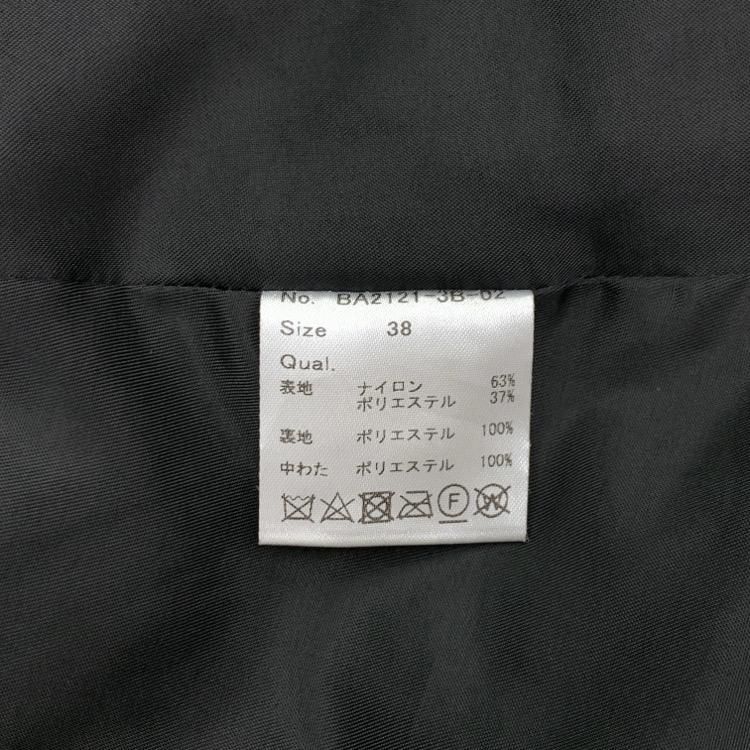 No. BA2121-3B-02
Size 38
Qual.
表地 ナイロン 63%
ポリエステル 37%
裏地 ポリエステル 100%
中わた ポリエステル 100%
F W